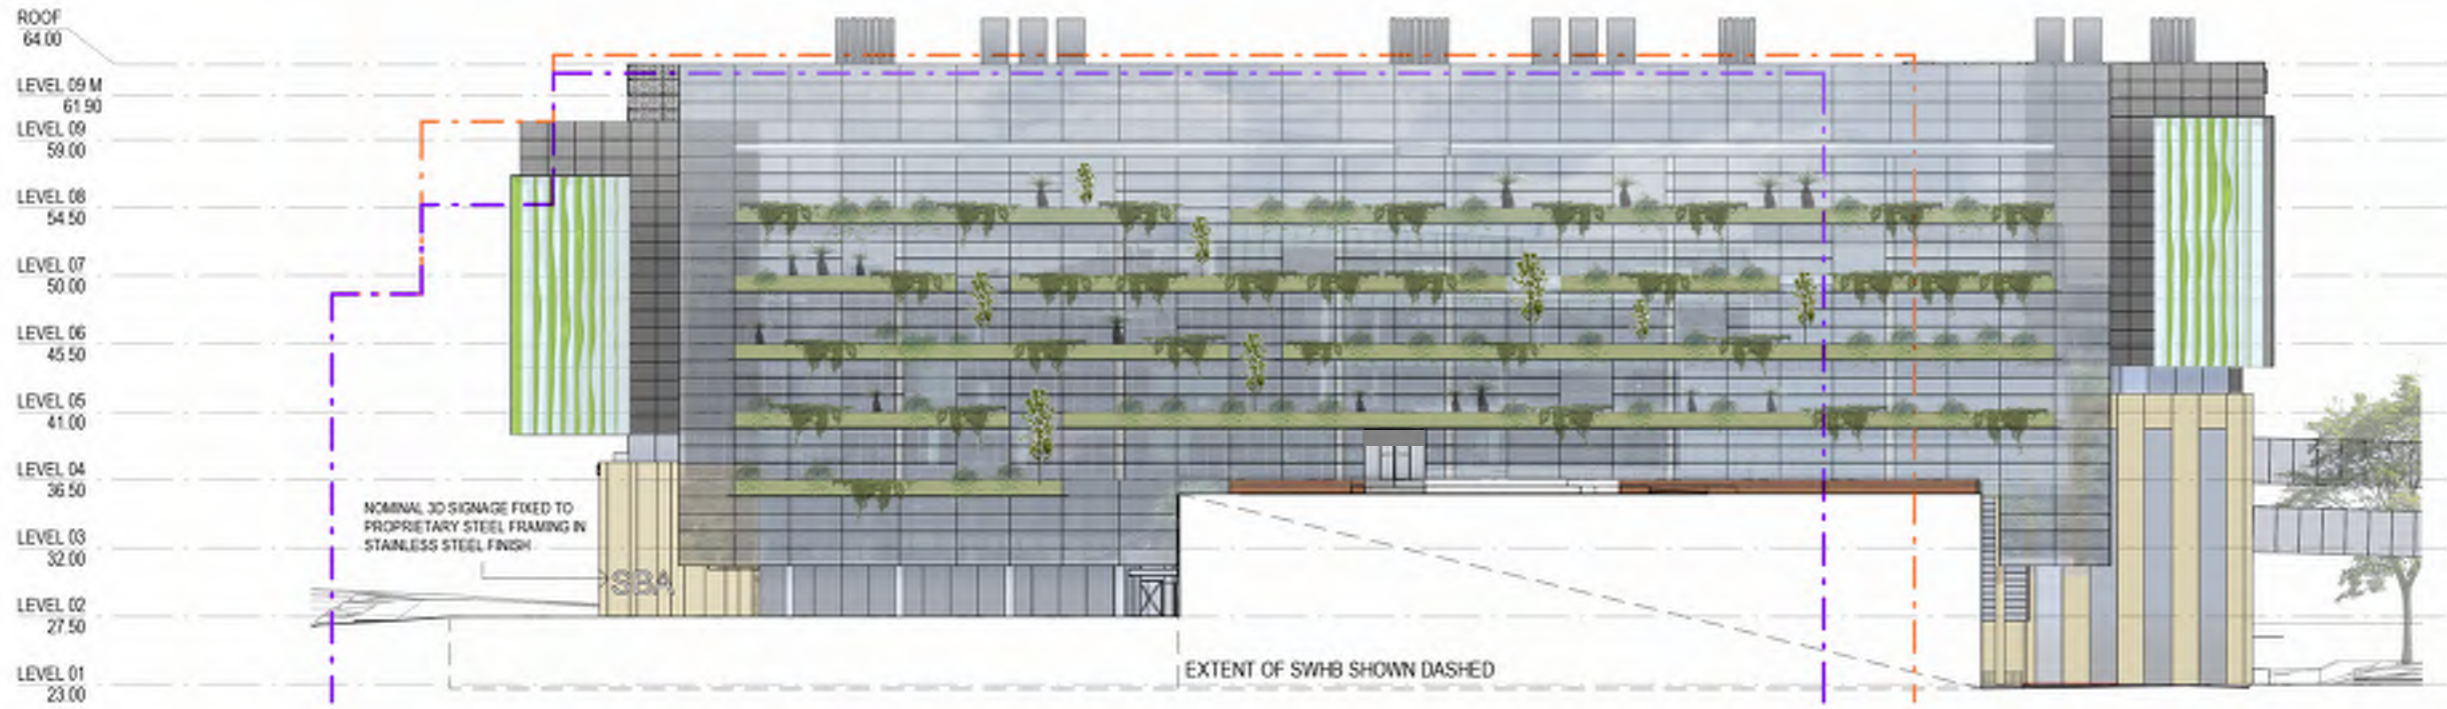 ROOF
64.00
LEVEL 09 M
61.90
LEVEL 09
59.00
LEVEL 08
54.50
LEVEL 07
50.00
LEVEL 06
45.50
LEVEL 05
41.00
LEVEL 04
36.50
NOMINAL 3D SIGNAGE FIXED TO
PROPRIETARY STEEL FRAMING IN
STAINLESS STEEL FINISH
LEVEL 03
32.00
SBA
LEVEL 02
27.50
LEVEL 01
23.00
EXTENT OF SWHB SHOWN DASHED